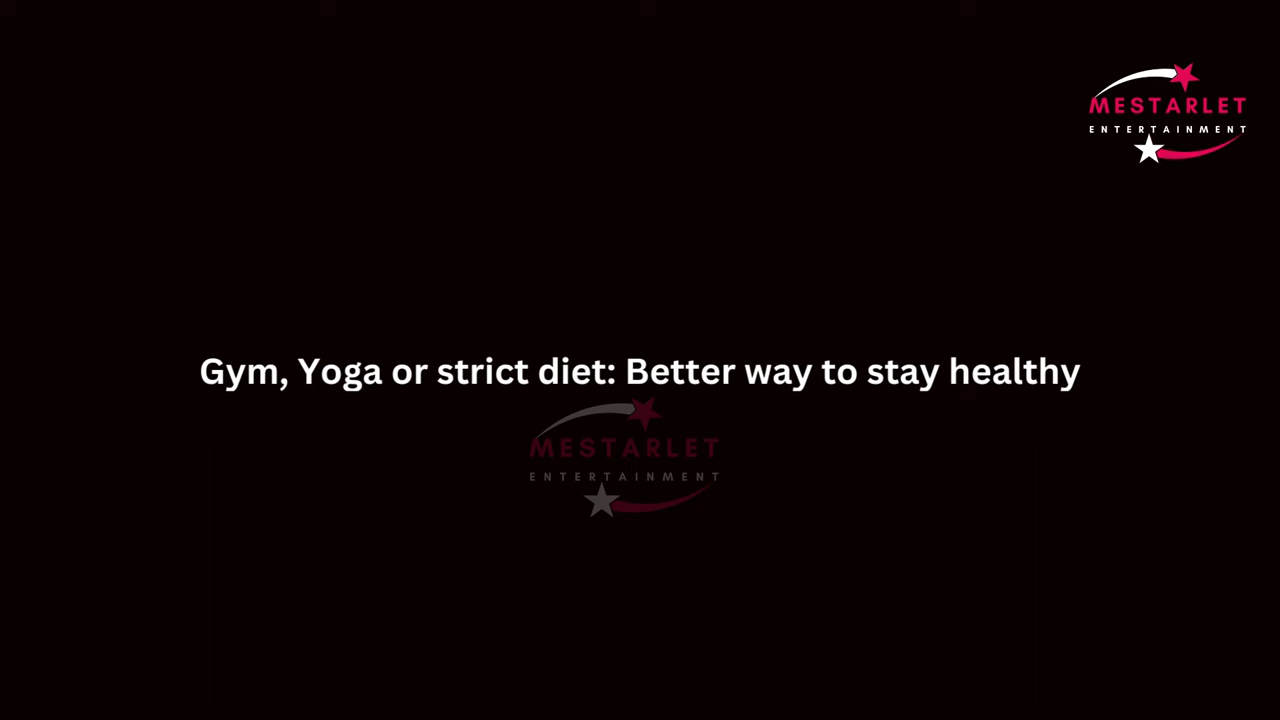 MESTARLET
ENTERTAINMENT
Gym, Yoga or strict diet: Better way to stay healthy
MESTARLET
ENTERTAINMENT